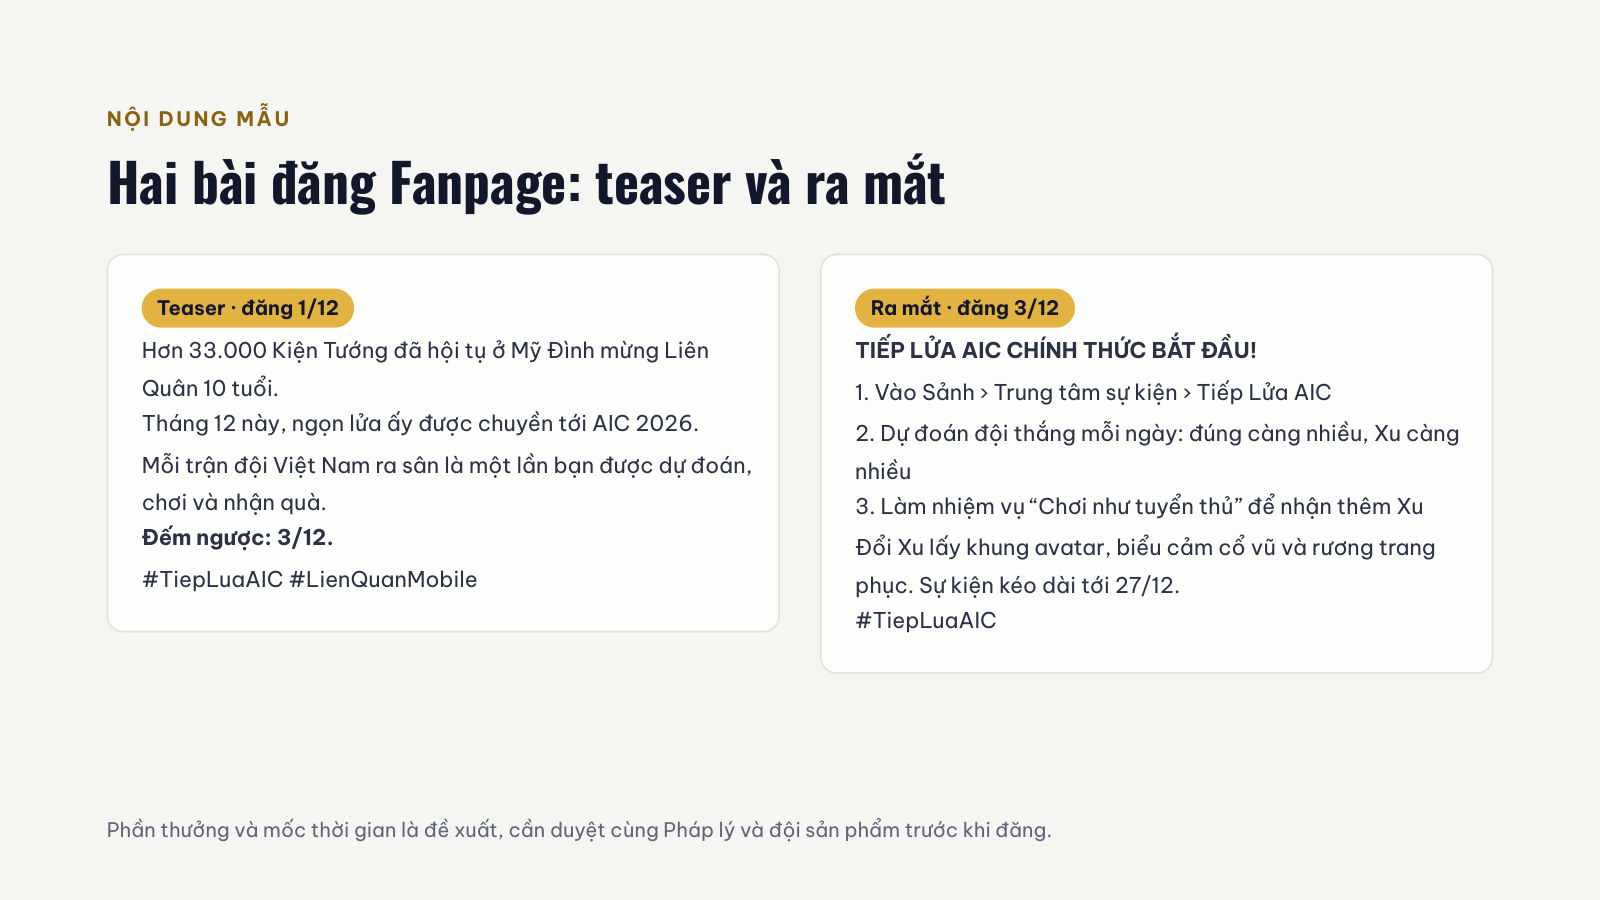 NỘI DUNG MẪU
Hai bài đăng Fanpage: teaser và ra mắt
Teaser · đăng 1/12
Hơn 33.000 Kiện Tướng đã hội tụ ở Mỹ Đình mừng Liên
Quân 10 tuổi.
Tháng 12 này, ngọn lửa ấy được chuyền tới AIC 2026.
Mỗi trận đội Việt Nam ra sân là một lần bạn được dự đoán,
chơi và nhận quà.
Đếm ngược: 3/12.
#TiepLuaAIC #LienQuanMobile
Ra mắt · đăng 3/12
TIẾP LỬA AIC CHÍNH THỨC BẮT ĐẦU!
1. Vào Sảnh › Trung tâm sự kiện › Tiếp Lửa AIC
2. Dự đoán đội thắng mỗi ngày: đúng càng nhiều, Xu càng
nhiều
3. Làm nhiệm vụ “Chơi như tuyển thủ” để nhận thêm Xu
Đổi Xu lấy khung avatar, biểu cảm cổ vũ và rương trang
phục. Sự kiện kéo dài tới 27/12.
#TiepLuaAIC
Phần thưởng và mốc thời gian là đề xuất, cần duyệt cùng Pháp lý và đội sản phẩm trước khi đăng.